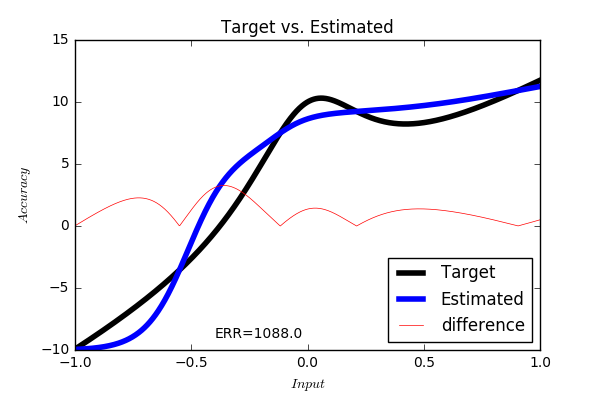 Target vs. Estimated
15
10
5
0
−5
−10
Accuracy
ERR=1088.0
Target
Estimated
difference
−1.0
−0.5
0.0
0.5
1.0
Input